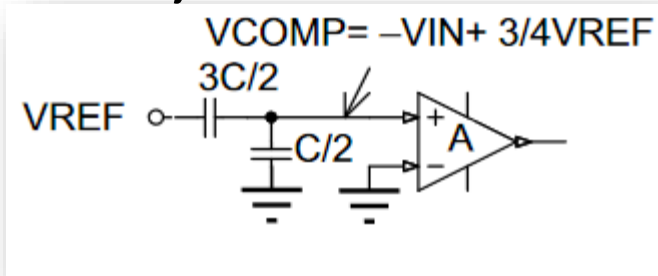 VCOMP= –VIN+ 3/4VREF
3C/2
VREF
+
A
C/2
–